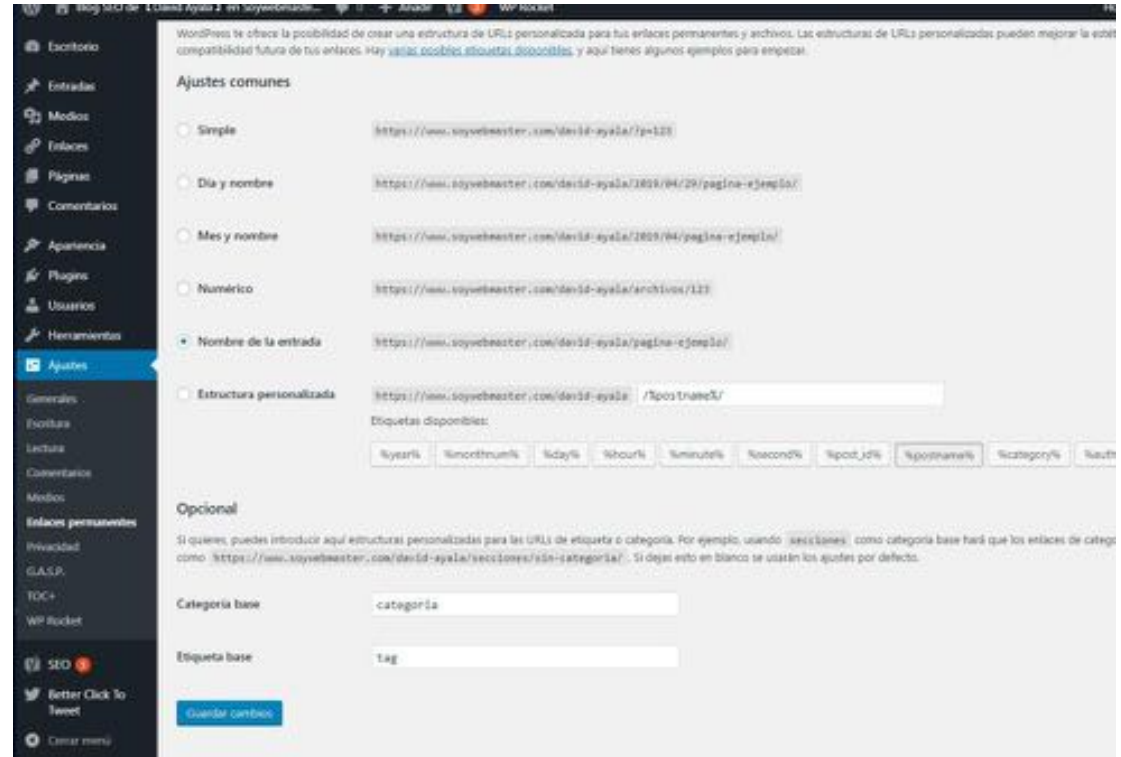 Blog SEO de David Ayala en Soywebmaste... 0 + Añadir 3 WP Rocket
Escritorio
Entradas
Medios
Enlaces
Páginas
Comentarios
Apariencia
Plugins
Usuarios
Herramientas
Ajustes
Generales
Escritura
Lectura
Comentarios
Medios
Enlaces permanentes
Privacidad
G.A.S.P.
TOC+
WP Rocket
SEO 3
Better Click To
Tweet
Cerrar menú
WordPress te ofrece la posibilidad de crear una estructura de URLs personalizada para tus enlaces permanentes y archivos. Las estructuras de URLs personalizadas pueden mejorar la estét
compatibilidad futura de tus enlaces. Hay varias posibles etiquetas disponibles, y aquí tienes algunos ejemplos para empezar.
Ajustes comunes
Simple https://www.soywebmaster.com/david-ayala/?p=123
Día y nombre https://www.soywebmaster.com/david-ayala/2019/04/29/pagina-ejemplo/
Mes y nombre https://www.soywebmaster.com/david-ayala/2019/04/pagina-ejemplo/
Numérico https://www.soywebmaster.com/david-ayala/archivos/123
Nombre de la entrada https://www.soywebmaster.com/david-ayala/pagina-ejemplo/
Estructura personalizada https://www.soywebmaster.com/david-ayala /%postname%/
Etiquetas disponibles:
%year% %monthnum% %day% %hour% %minute% %second% %post_id% %postname% %category% %auth
Opcional
Si quieres, puedes introducir aquí estructuras personalizadas para las URLs de etiqueta o categoría. Por ejemplo, usando secciones como categoría base hará que los enlaces de catego
como https://www.soywebmaster.com/david-ayala/secciones/sin-categoria/ . Si dejas esto en blanco se usarán los ajustes por defecto.
Categoría base categoria
Etiqueta base tag
Guardar cambios